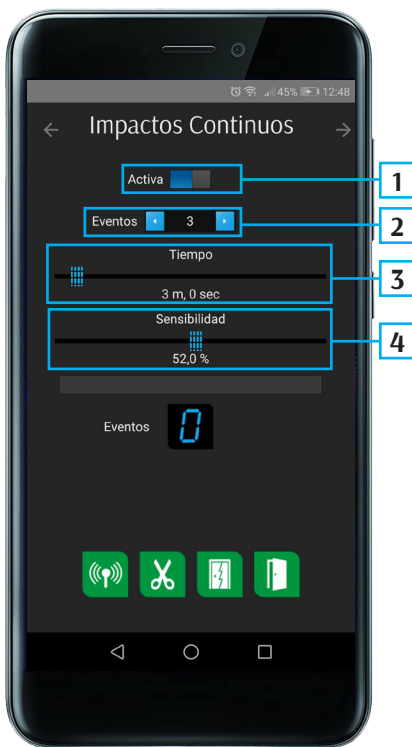 45% 12:48
Impactos Continuos
Activa
1
Eventos 3
2
Tiempo
3 m, 0 sec
3
Sensibilidad
52,0 %
4
Eventos 0